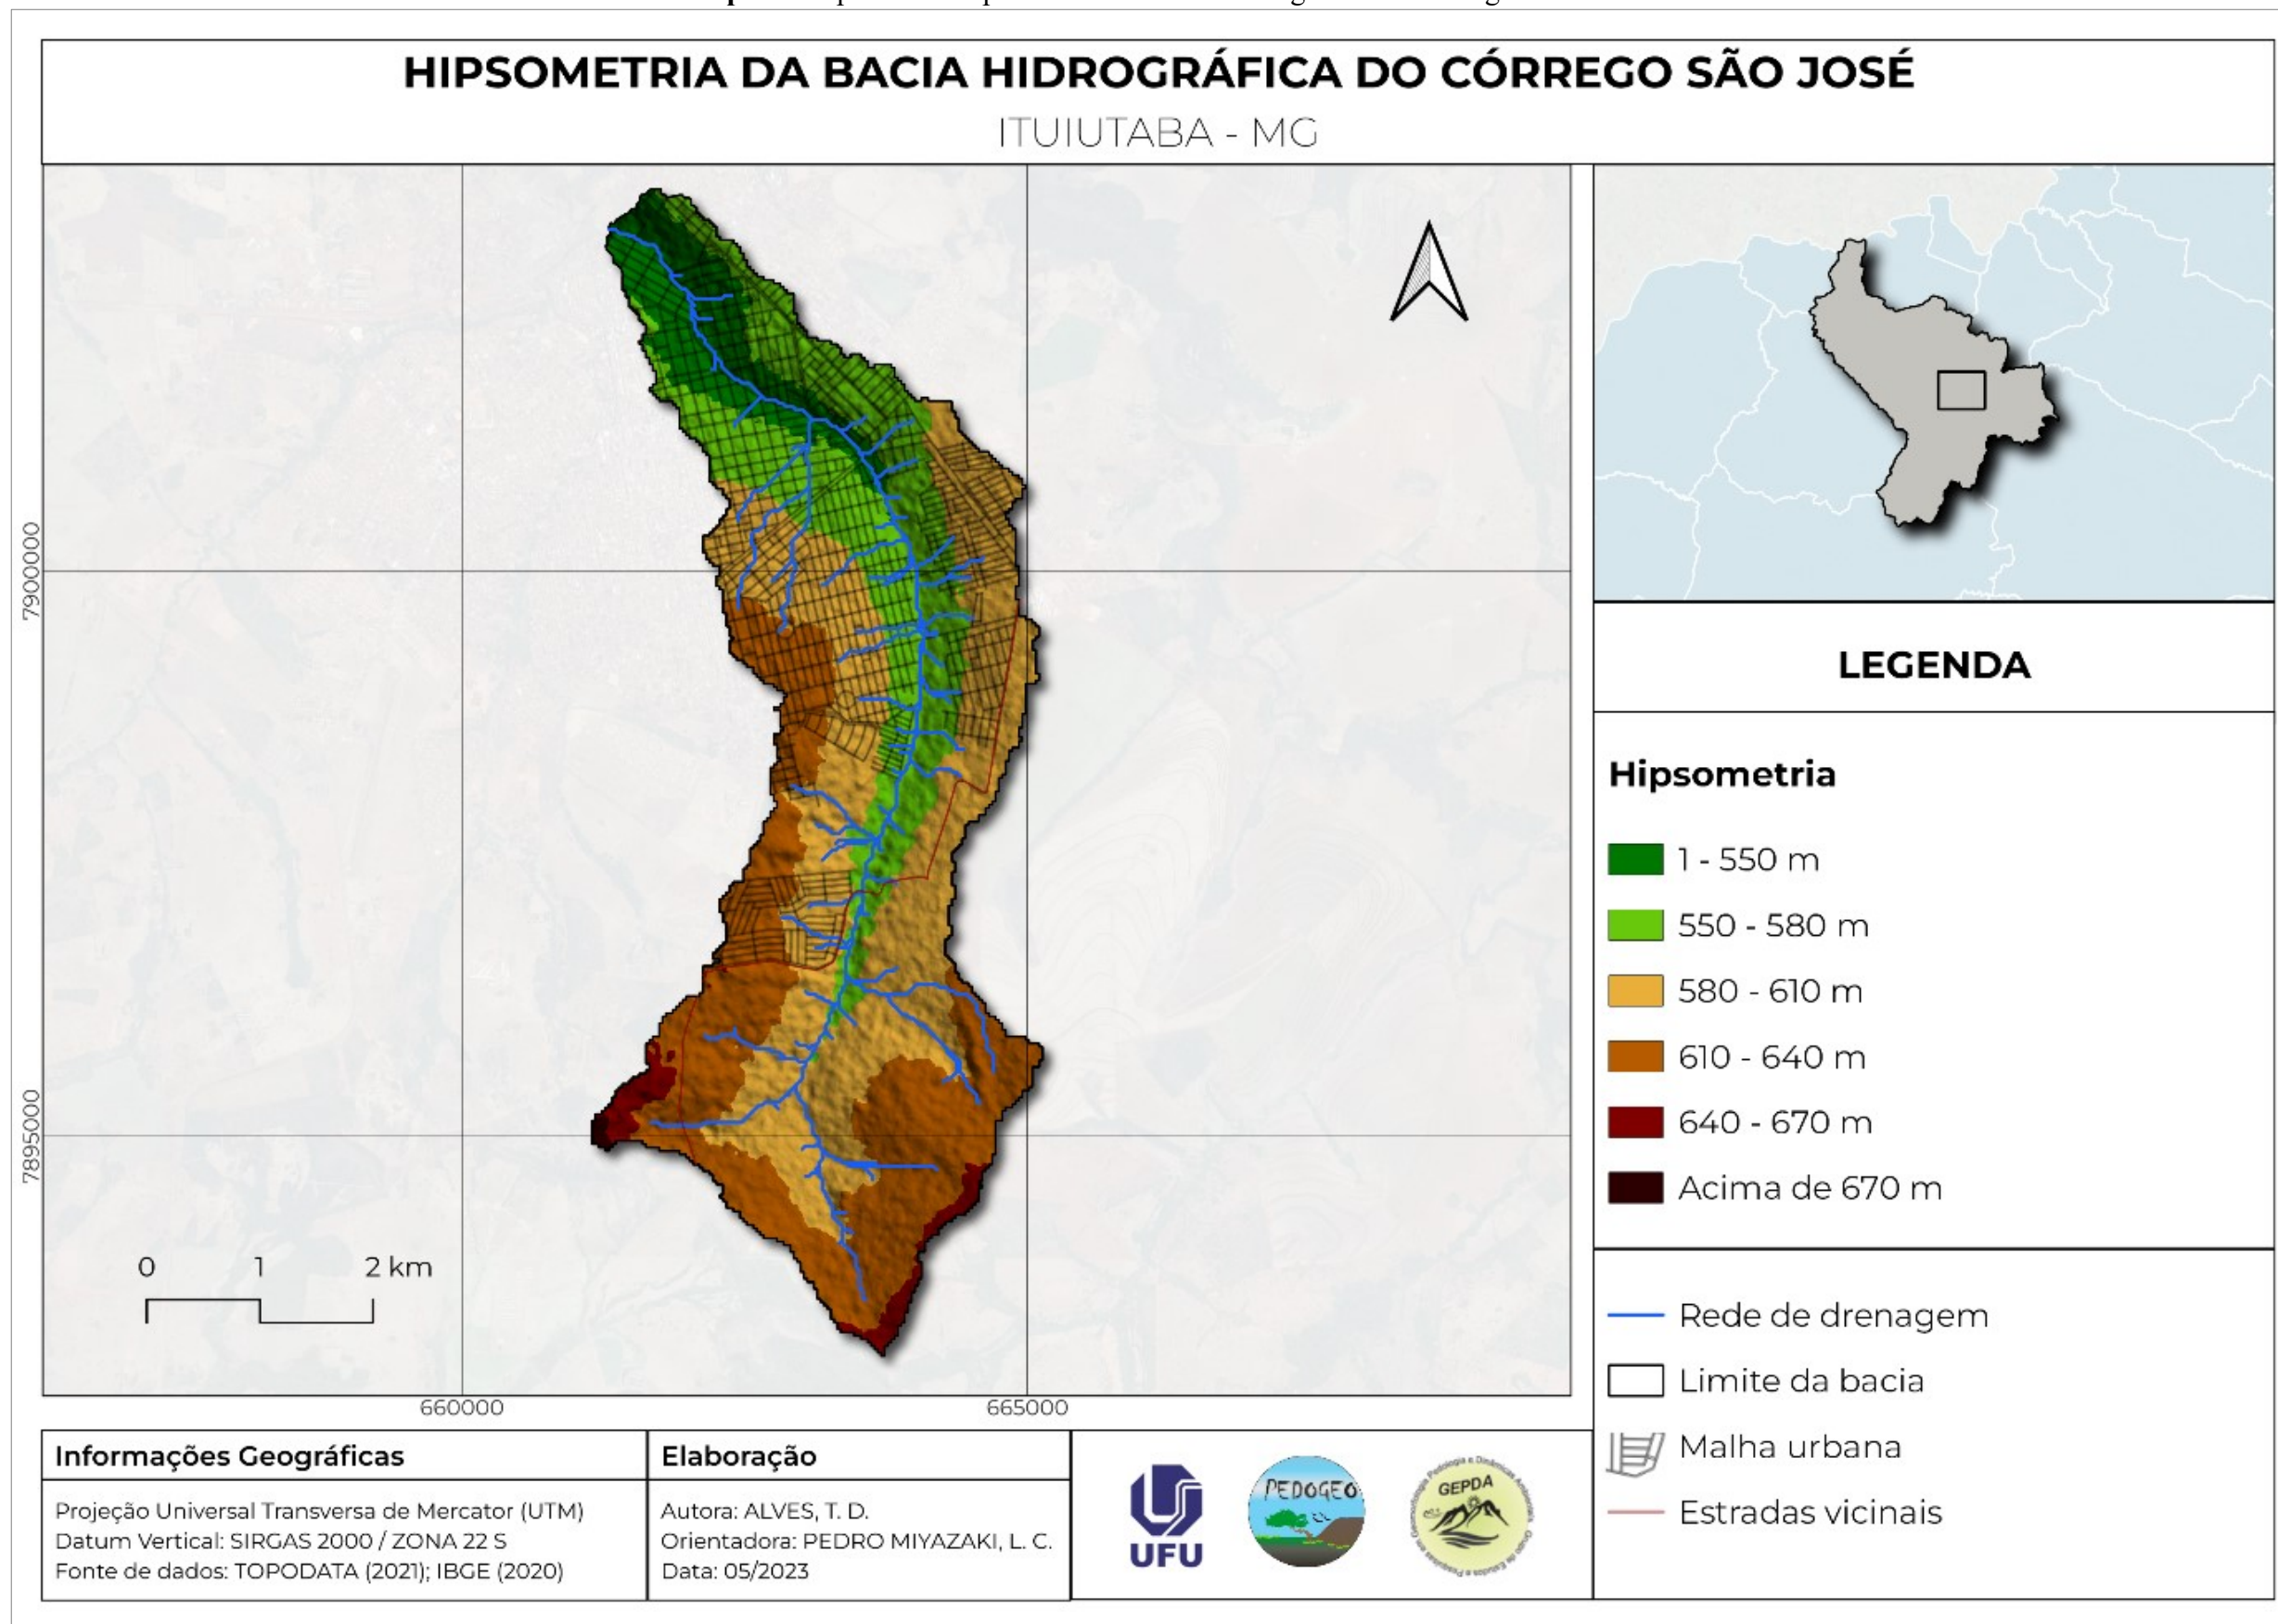 HIPSOMETRIA DA BACIA HIDROGRÁFICA DO CÓRREGO SÃO JOSÉ
ITUIUTABA - MG
7900000
7895000
0 1 2 km
660000
665000
LEGENDA
Hipsometria
1 - 550 m
550 - 580 m
580 - 610 m
610 - 640 m
640 - 670 m
Acima de 670 m
Rede de drenagem
Limite da bacia
Malha urbana
Estradas vicinais
Informações Geográficas
Projeção Universal Transversa de Mercator (UTM)
Datum Vertical: SIRGAS 2000 / ZONA 22 S
Fonte de dados: TOPODATA (2021); IBGE (2020)
Elaboração
Autora: ALVES, T. D.
Orientadora: PEDRO MIYAZAKI, L. C.
Data: 05/2023
UFU
PEDOGEO
GEPDA